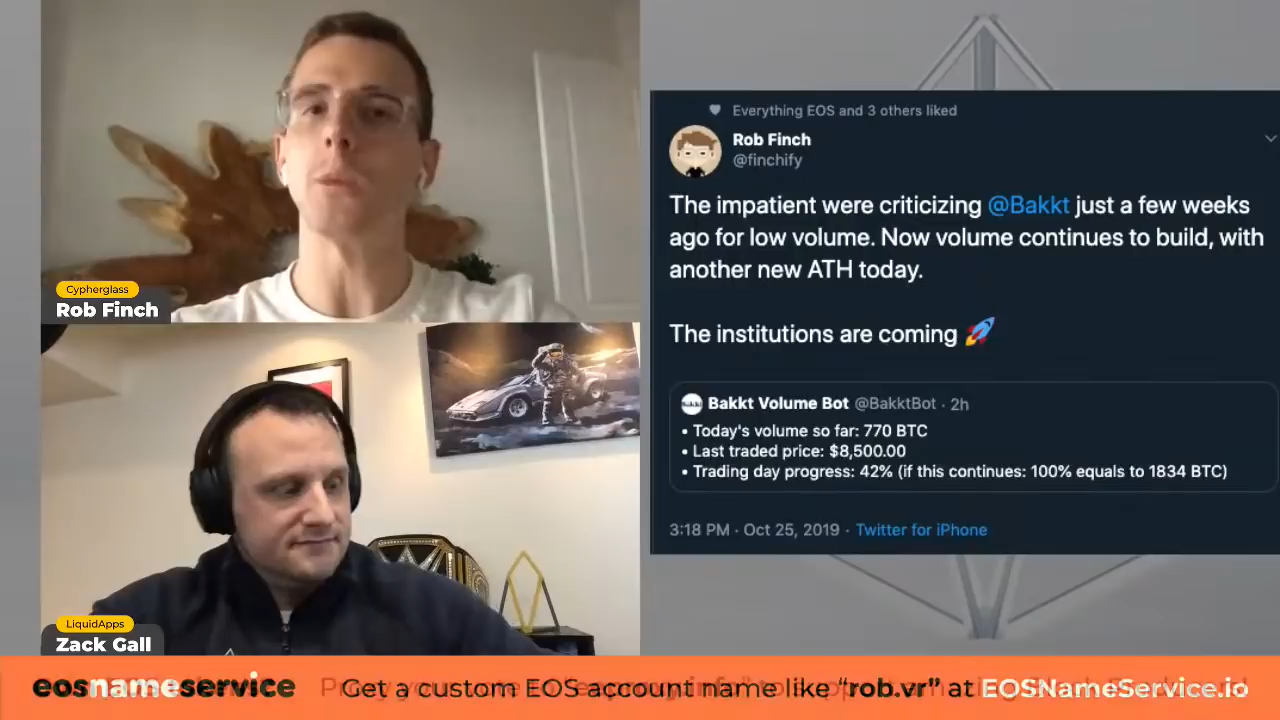 Cypherglass
Rob Finch
LiquidApps
Zack Gall
Everything EOS and 3 others liked
Rob Finch
@finchify
The impatient were criticizing @Bakkt just a few weeks
ago for low volume. Now volume continues to build, with
another new ATH today.
The institutions are coming 🚀
Bakkt Volume Bot @BakktBot · 2h
• Today's volume so far: 770 BTC
• Last traded price: $8,500.00
• Trading day progress: 42% (if this continues: 100% equals to 1834 BTC)
3:18 PM · Oct 25, 2019 · Twitter for iPhone
eosnameservice
Get a custom EOS account name like “rob.vr” at EOSNameService.io